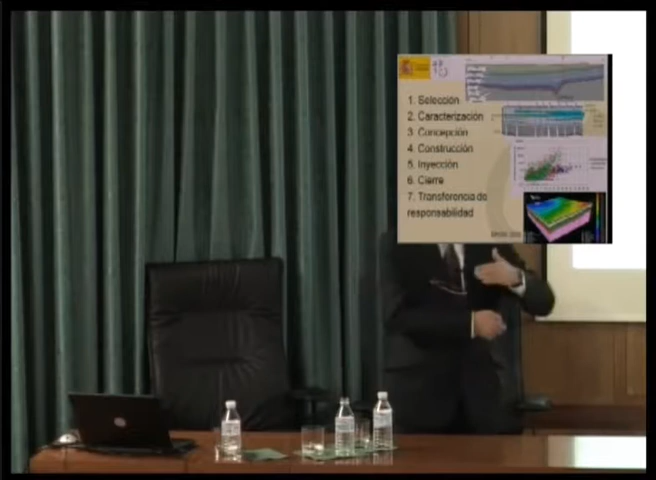 1. Selección
2. Caracterización
3. Concepción
4. Construcción
5. Inyección
6. Cierre
7. Transferencia de
responsabilidad